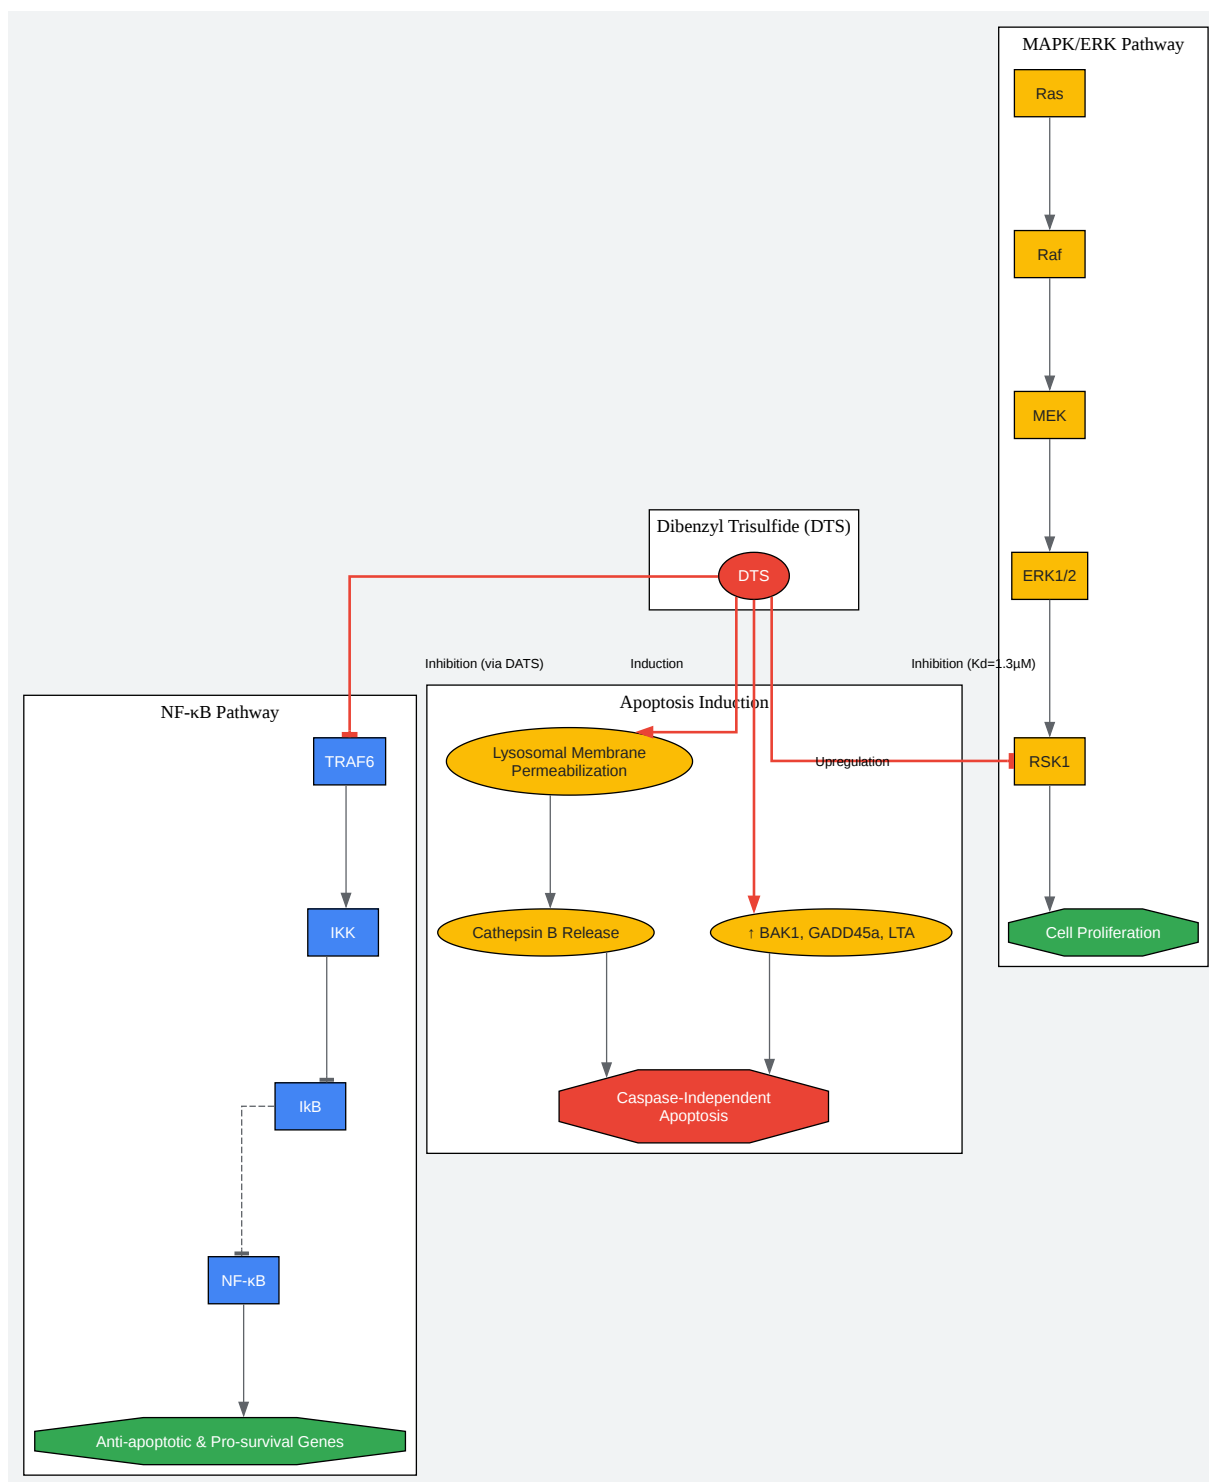 MAPK/ERK Pathway
Ras
Raf
MEK
Dibenzyl Trisulfide (DTS)
DTS
ERK1/2
Inhibition (via DATS)
Induction
Inhibition (Kd=1.3µM)
Apoptosis Induction
NF-κB Pathway
Lysosomal Membrane
Permeabilization
TRAF6
Upregulation
RSK1
IKK
Cathepsin B Release
↑ BAK1, GADD45a, LTA
Cell Proliferation
Caspase-Independent
Apoptosis
IkB
NF-κB
Anti-apoptotic & Pro-survival Genes